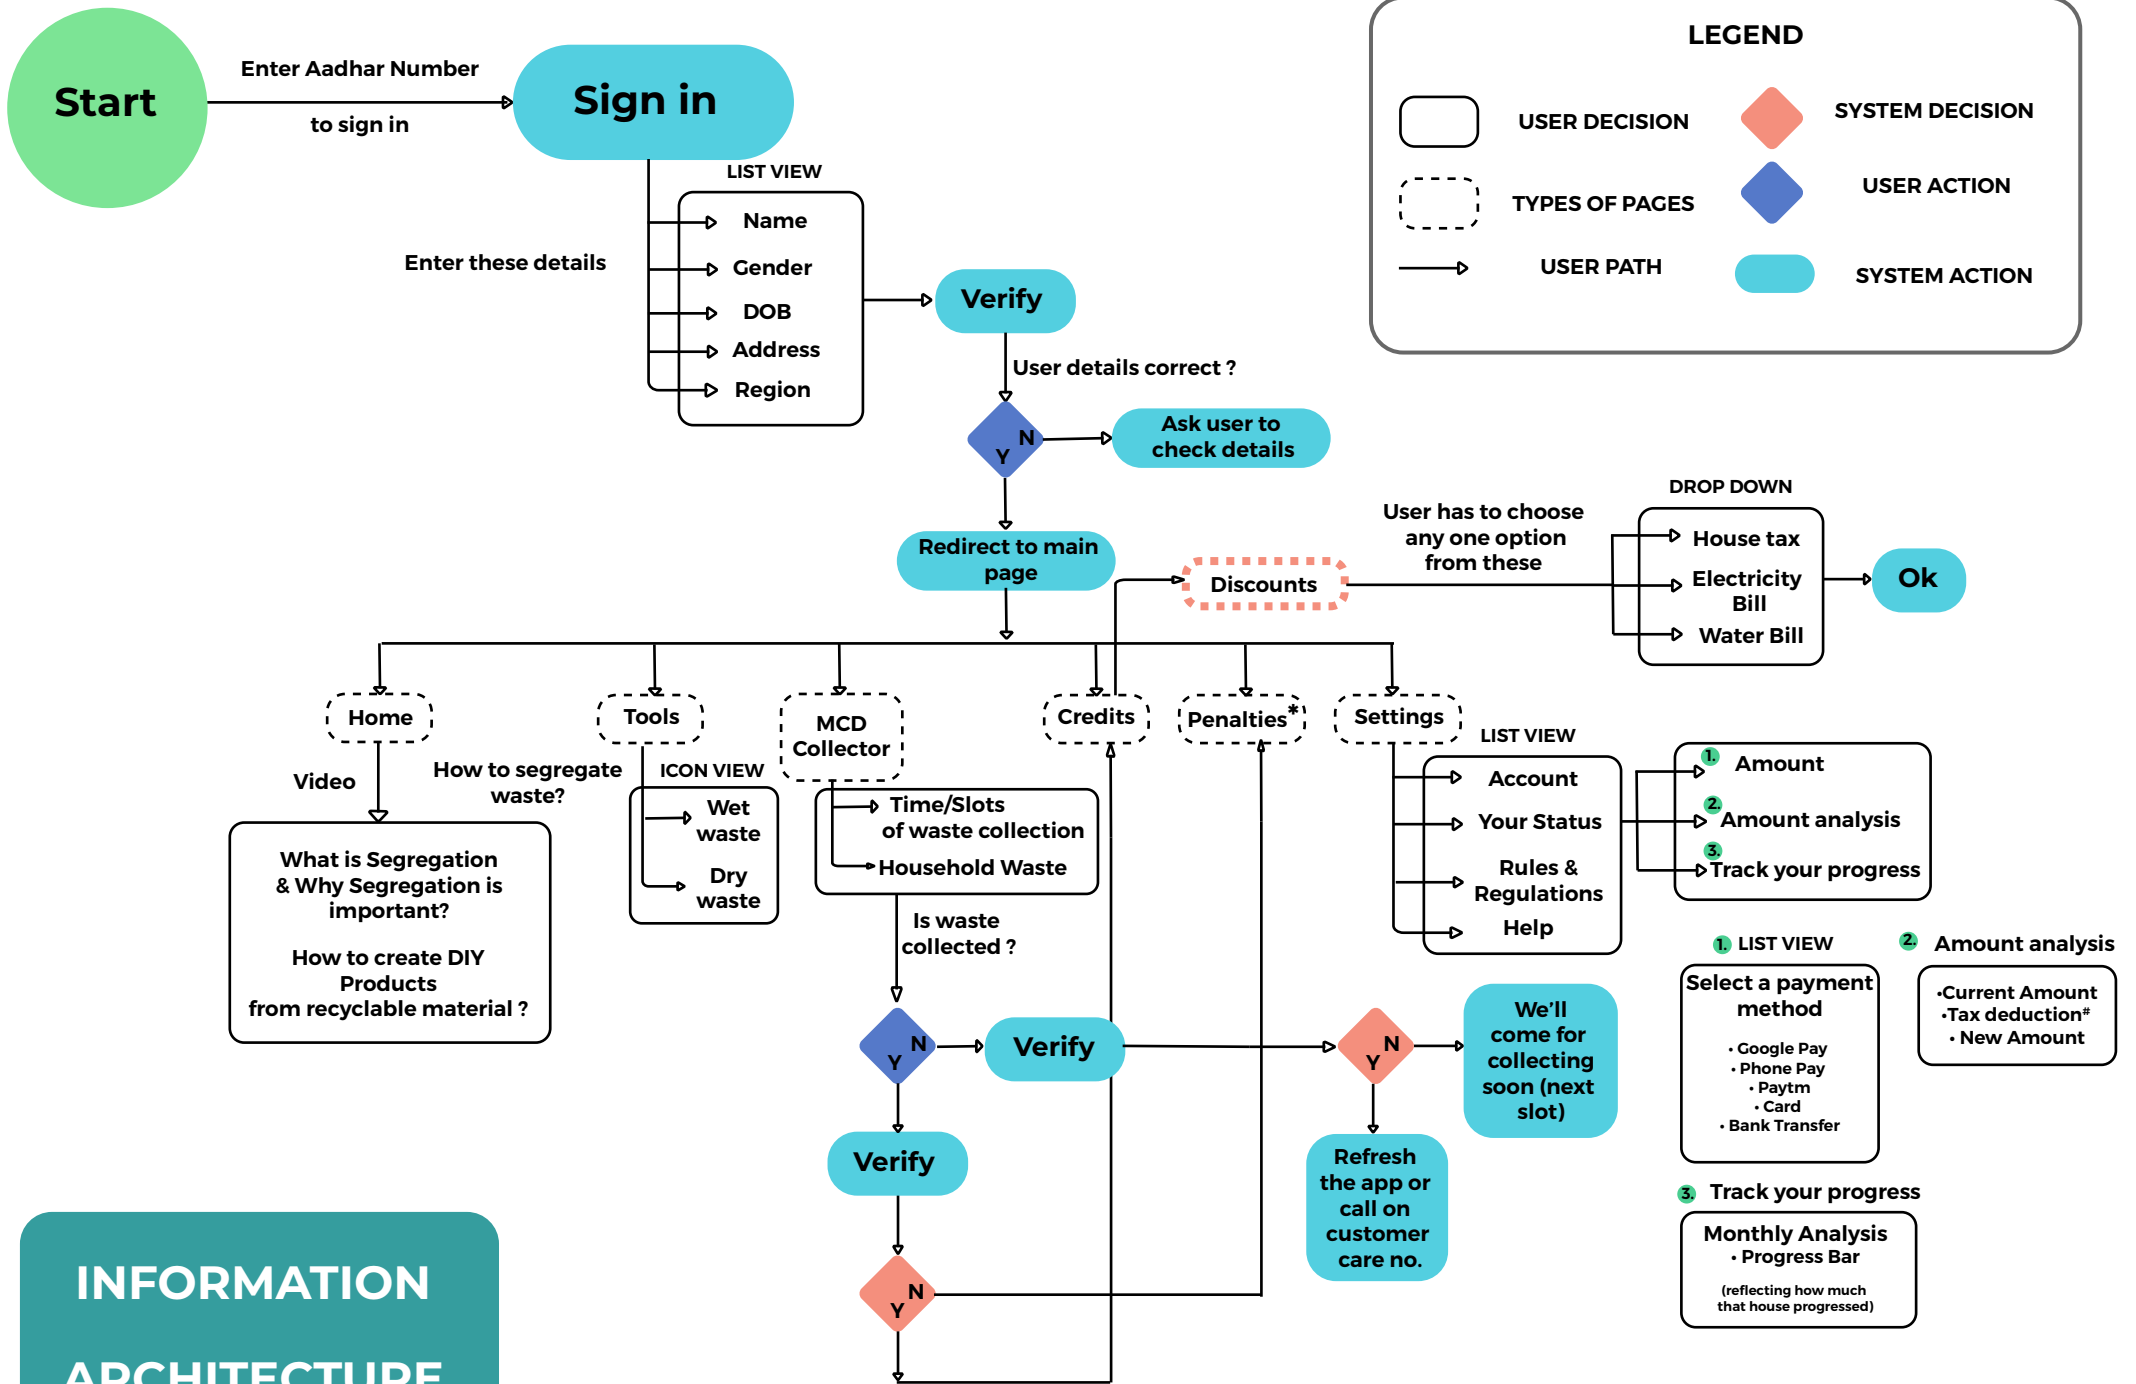 Start
Enter Aadhar Number
to sign in
Sign in
LEGEND
USER DECISION
SYSTEM DECISION
TYPES OF PAGES
USER ACTION
USER PATH
SYSTEM ACTION
LIST VIEW
Enter these details
Name
Gender
DOB
Address
Region
Verify
User details correct ?
N
Y
Ask user to
check details
Redirect to main
page
Discounts
User has to choose
any one option
from these
DROP DOWN
House tax
Electricity
Bill
Water Bill
Ok
Home
Tools
MCD
Collector
Credits
Penalties*
Settings
Video
What is Segregation
& Why Segregation is
important?
How to create DIY
Products
from recyclable material ?
How to segregate
waste?
ICON VIEW
Wet
waste
Dry
waste
Time/Slots
of waste collection
Household Waste
Is waste
collected ?
N
Y
Verify
N
Y
We'll
come for
collecting
soon (next
slot)
Refresh
the app or
call on
customer
care no.
Verify
N
Y
LIST VIEW
Account
Your Status
Rules &
Regulations
Help
1. Amount
2. Amount analysis
3. Track your progress
1. LIST VIEW
Select a payment
method
• Google Pay
• Phone Pay
• Paytm
• Card
• Bank Transfer
2. Amount analysis
•Current Amount
•Tax deduction#
• New Amount
3. Track your progress
Monthly Analysis
• Progress Bar
(reflecting how much
that house progressed)
INFORMATION
ARCHITECTURE